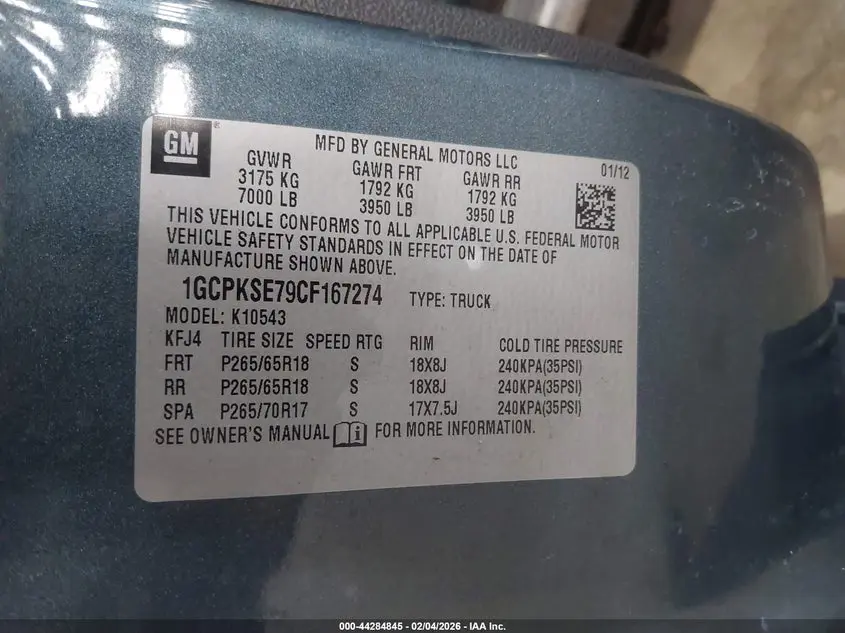 GM
MFD BY GENERAL MOTORS LLC
01/12
GVWR GAWR FRT GAWR RR
3175 KG 1792 KG 1792 KG
7000 LB 3950 LB 3950 LB
THIS VEHICLE CONFORMS TO ALL APPLICABLE U.S. FEDERAL MOTOR
VEHICLE SAFETY STANDARDS IN EFFECT ON THE DATE OF
MANUFACTURE SHOWN ABOVE.
1GCPKSE79CF167274 TYPE: TRUCK
MODEL: K10543
KFJ4 TIRE SIZE SPEED RTG RIM COLD TIRE PRESSURE
FRT P265/65R18 S 18X8J 240KPA(35PSI)
RR P265/65R18 S 18X8J 240KPA(35PSI)
SPA P265/70R17 S 17X7.5J 240KPA(35PSI)
SEE OWNER'S MANUAL i FOR MORE INFORMATION.
000-44284845 - 02/04/2026 - IAA Inc.